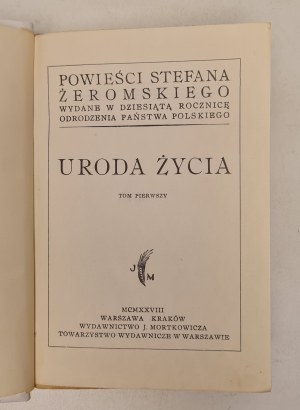 POWIEŚCI STEFANA
ŻEROMSKIEGO
WYDANE W DZIESIĄTĄ ROCZNICĘ
ODRODZENIA PAŃSTWA POLSKIEGO
URODA ŻYCIA
TOM PIERWSZY
J M
MCMXXVIII
WARSZAWA KRAKÓW
WYDAWNICTWO J. MORTKOWICZA
TOWARZYSTWO WYDAWNICZE W WARSZAWIE